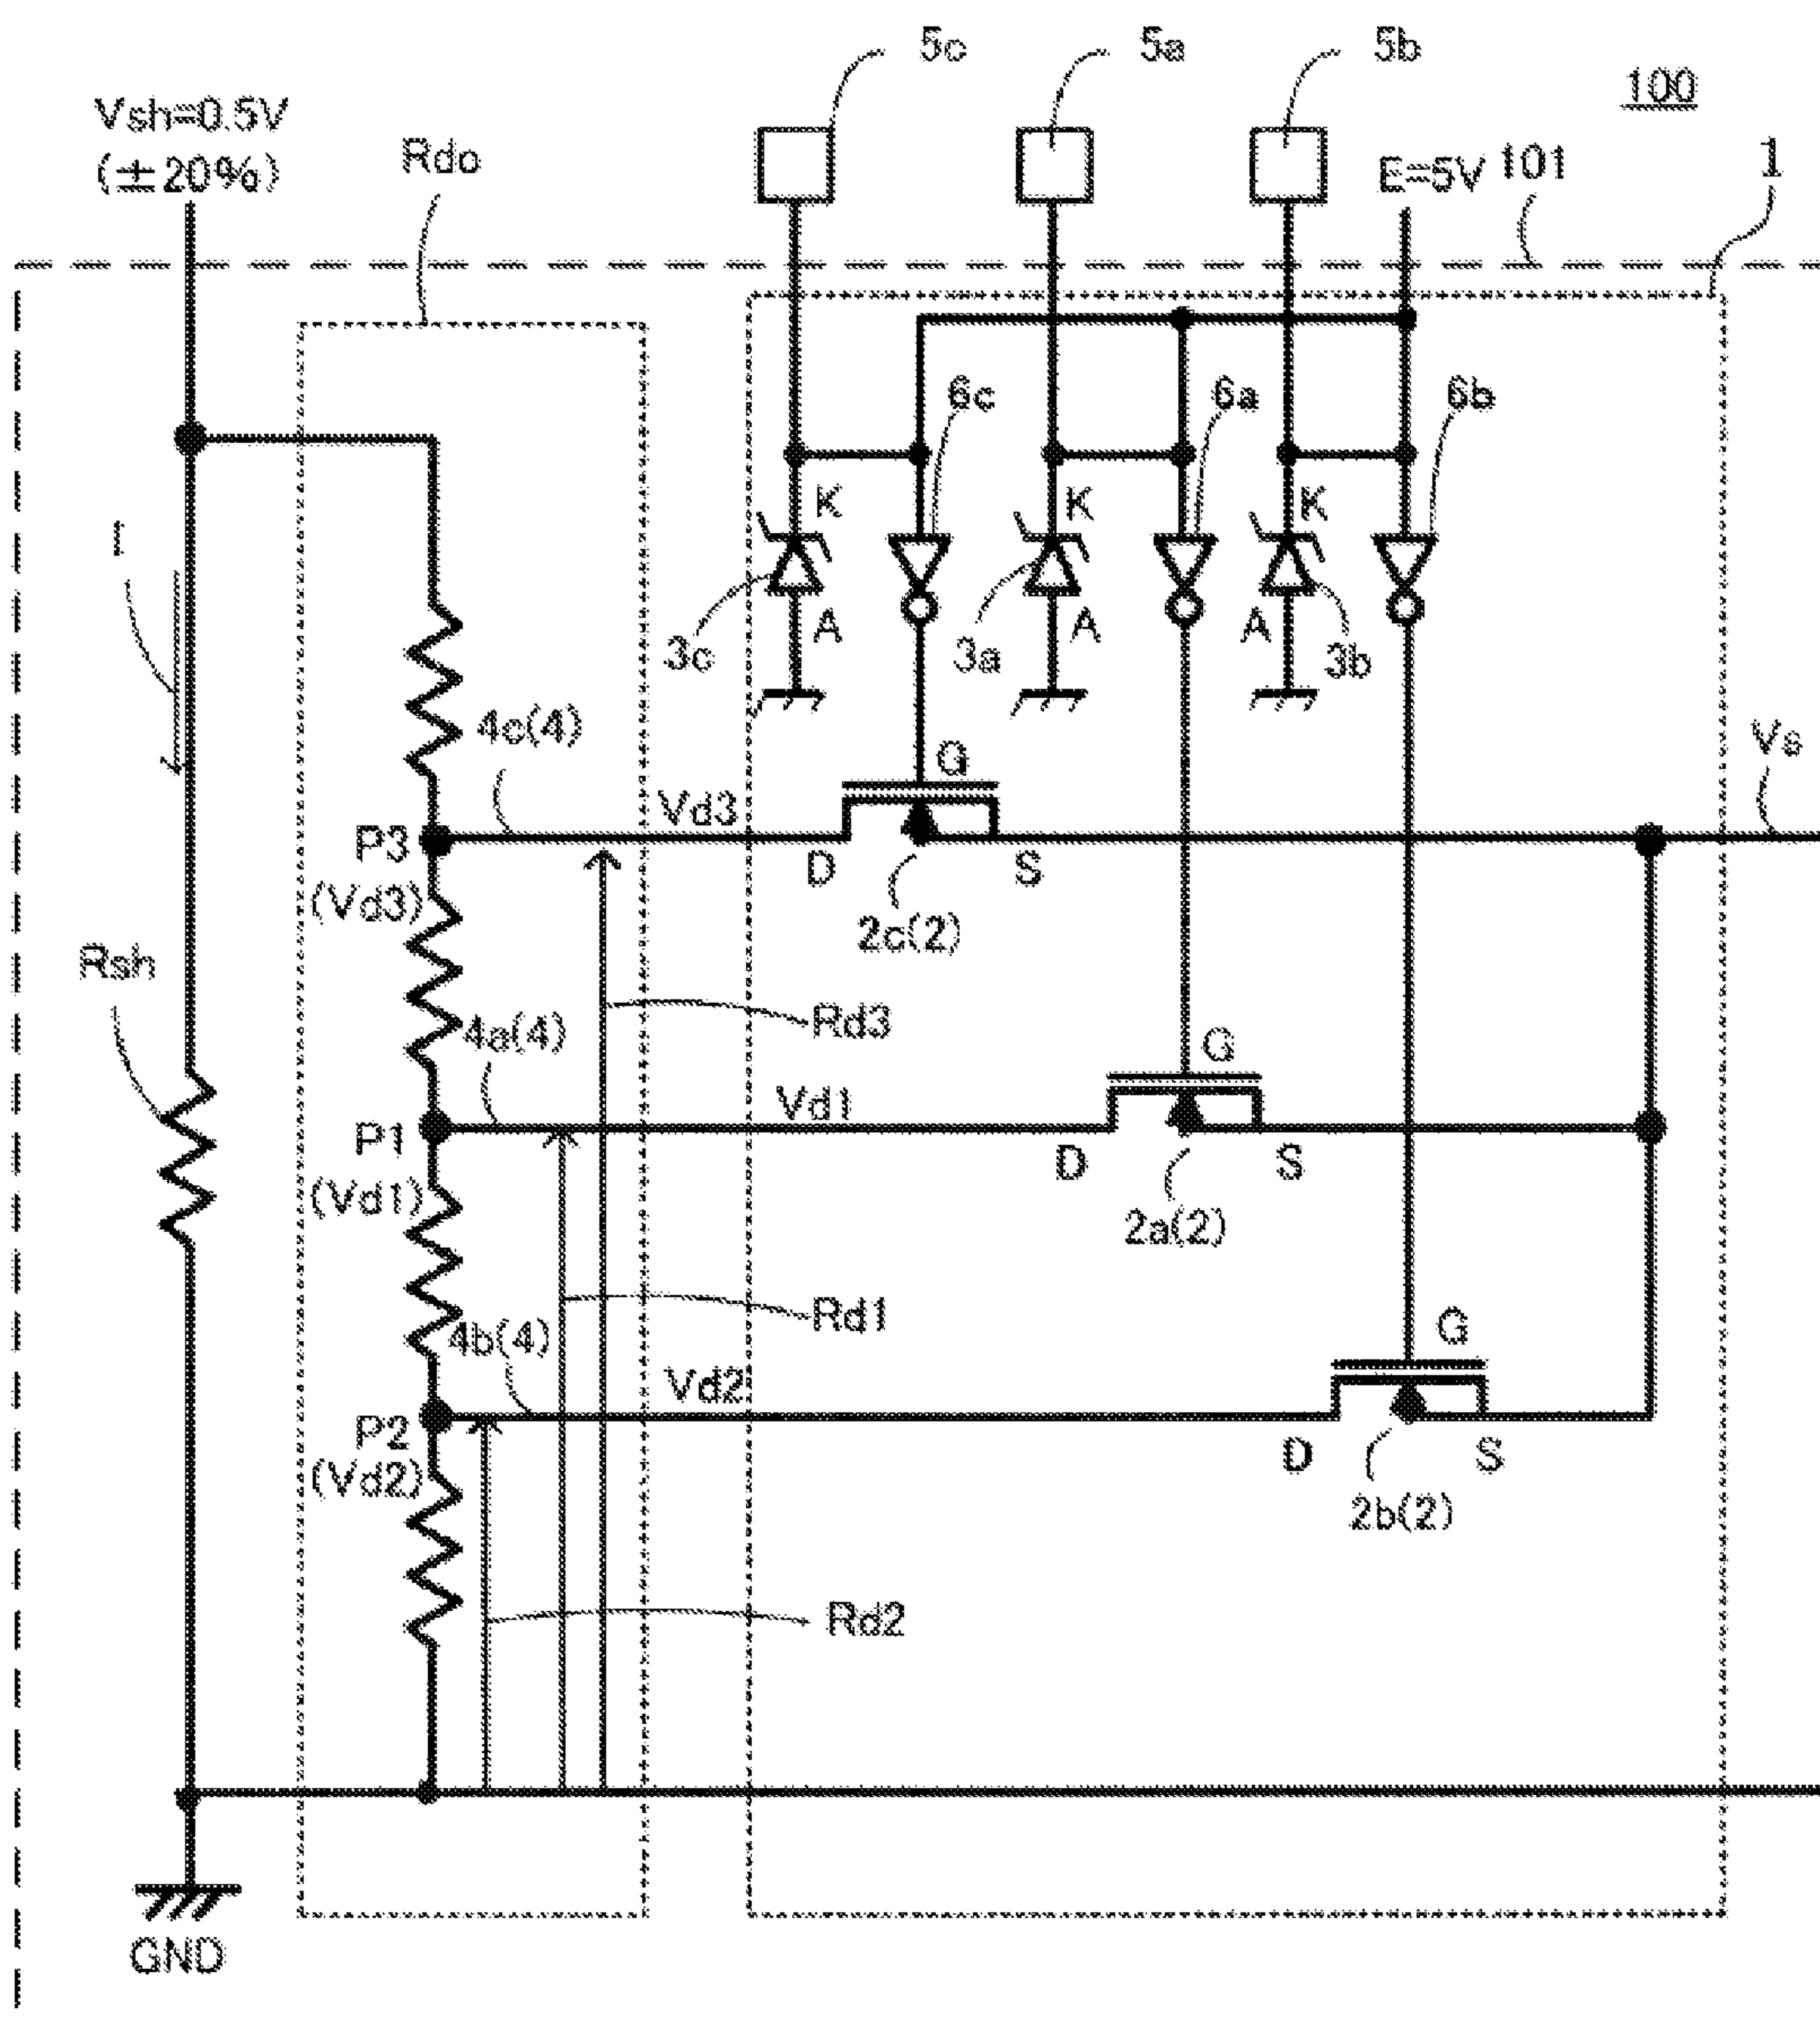 5c
5a
5b
100
Vsh=0.5V
(±20%)
Rdo
E=5V
101
1
6c
6a
6b
K
K
K
I
A
A
A
3c
3a
3b
4c(4)
G
Vs
Vd3
P3
D
S
(Vd3)
2c(2)
Rsh
4a(4)
Rd3
G
Vd1
P1
D
S
(Vd1)
2a(2)
Rd1
4b(4)
G
Vd2
P2
D
S
(Vd2)
2b(2)
Rd2
GND